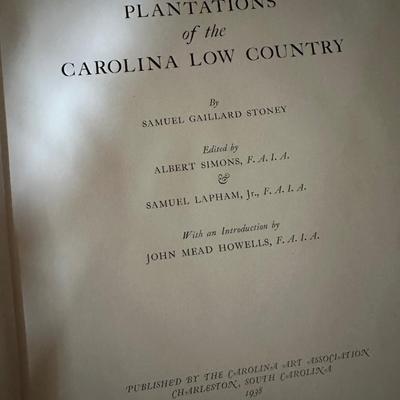 PLANTATIONS
of the
CAROLINA LOW COUNTRY
By
SAMUEL GAILLARD STONEY
Edited by
ALBERT SIMONS, F. A. I. A.
&
SAMUEL LAPHAM, Jr., F. A. I. A.
With an Introduction by
JOHN MEAD HOWELLS, F. A. I. A.
PUBLISHED BY THE CAROLINA ART ASSOCIATION
CHARLESTON, SOUTH CAROLINA
1938